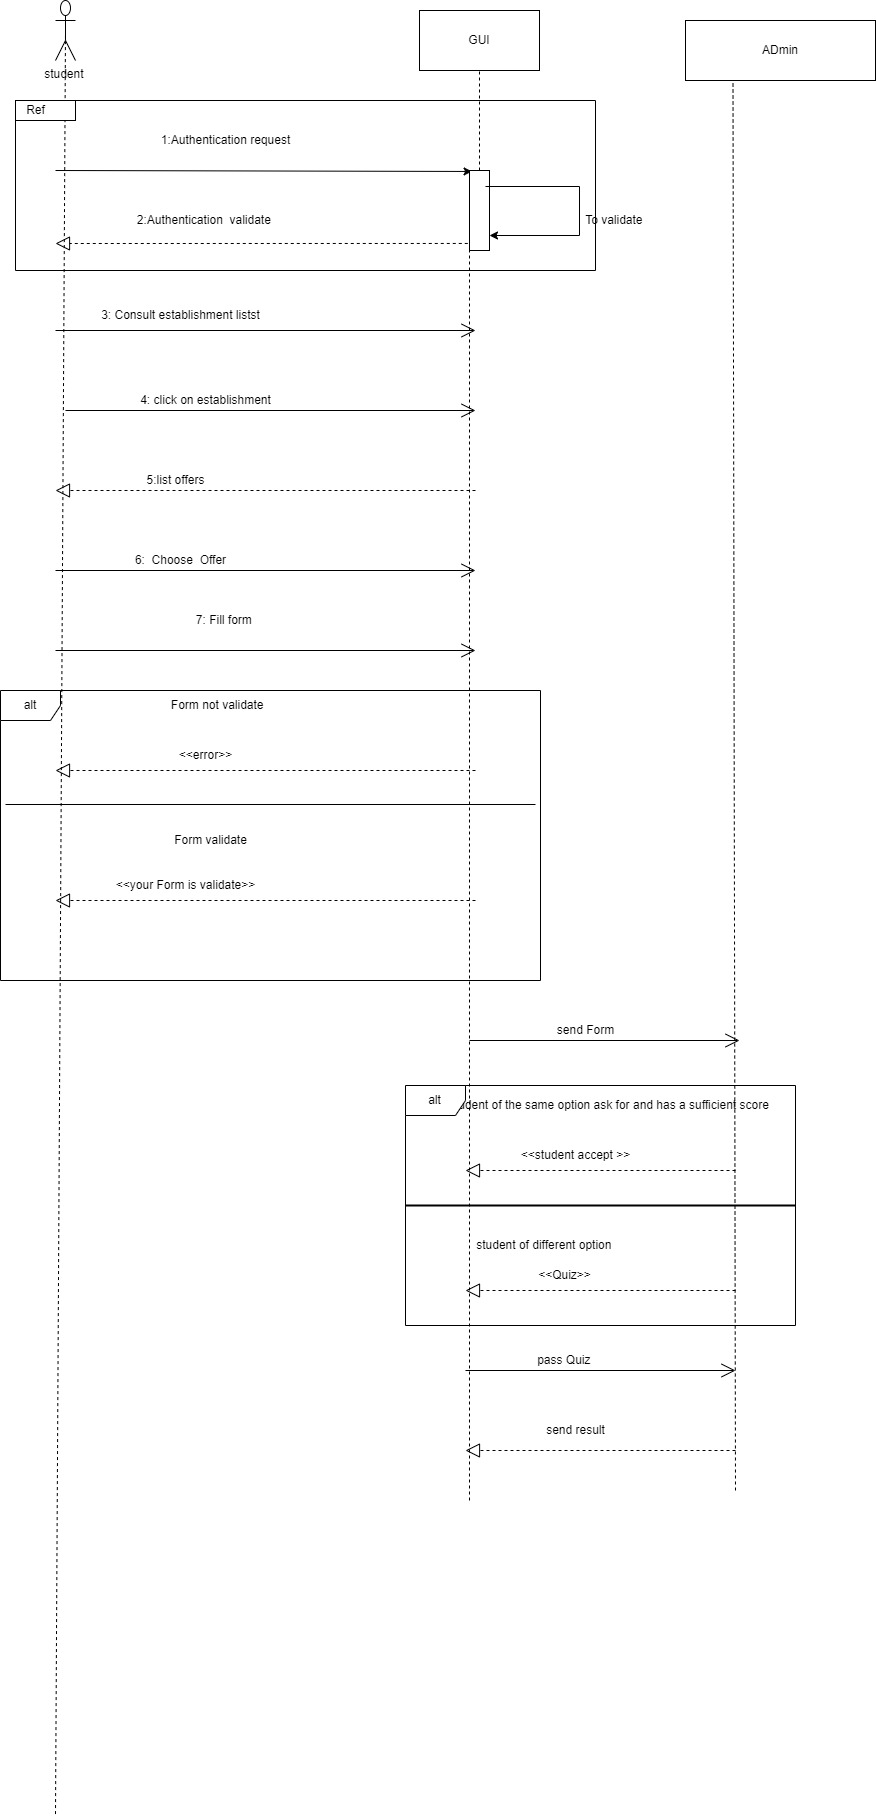 student
GUI
ADmin
Ref
1:Authentication request
2:Authentication validate
To validate
3: Consult establishment listst
4: click on establishment
5:list offers
6: Choose Offer
7: Fill form
alt
Form not validate
<<error>>
Form validate
<<your Form is validate>>
send Form
alt
of the same option ask for and has a sufficient score
<<student accept >>
student of different option
<<Quiz>>
pass Quiz
send result